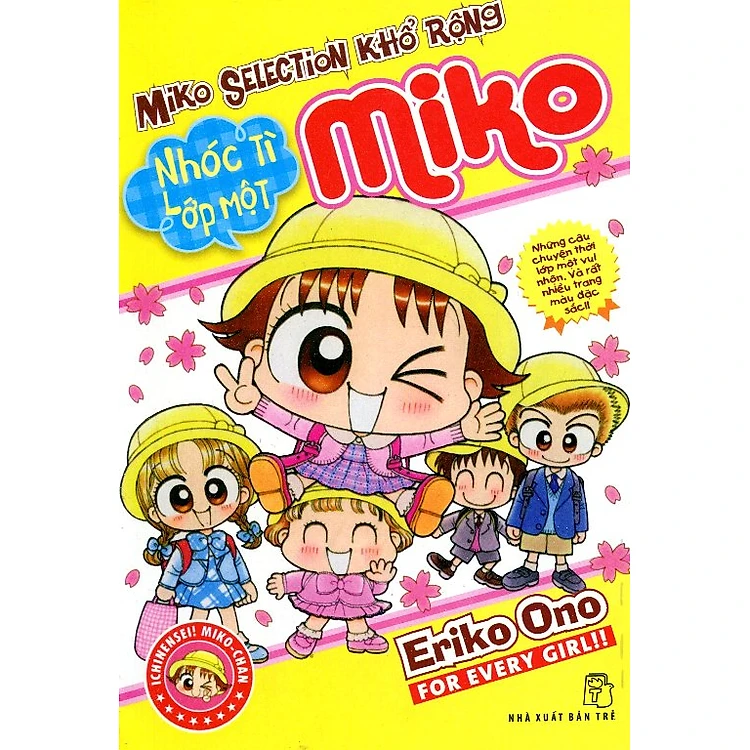 Miko Selection khổ rộng
Miko
Nhóc tì
Lớp một
Những câu
chuyện thời
lớp một vui
nhộn. Và rất
nhiều trang
màu đặc
sắc!!
Eriko Ono
FOR EVERY GIRL!!
ICHINENSEI! MIKO-CHAN
NHÀ XUẤT BẢN TRẺ